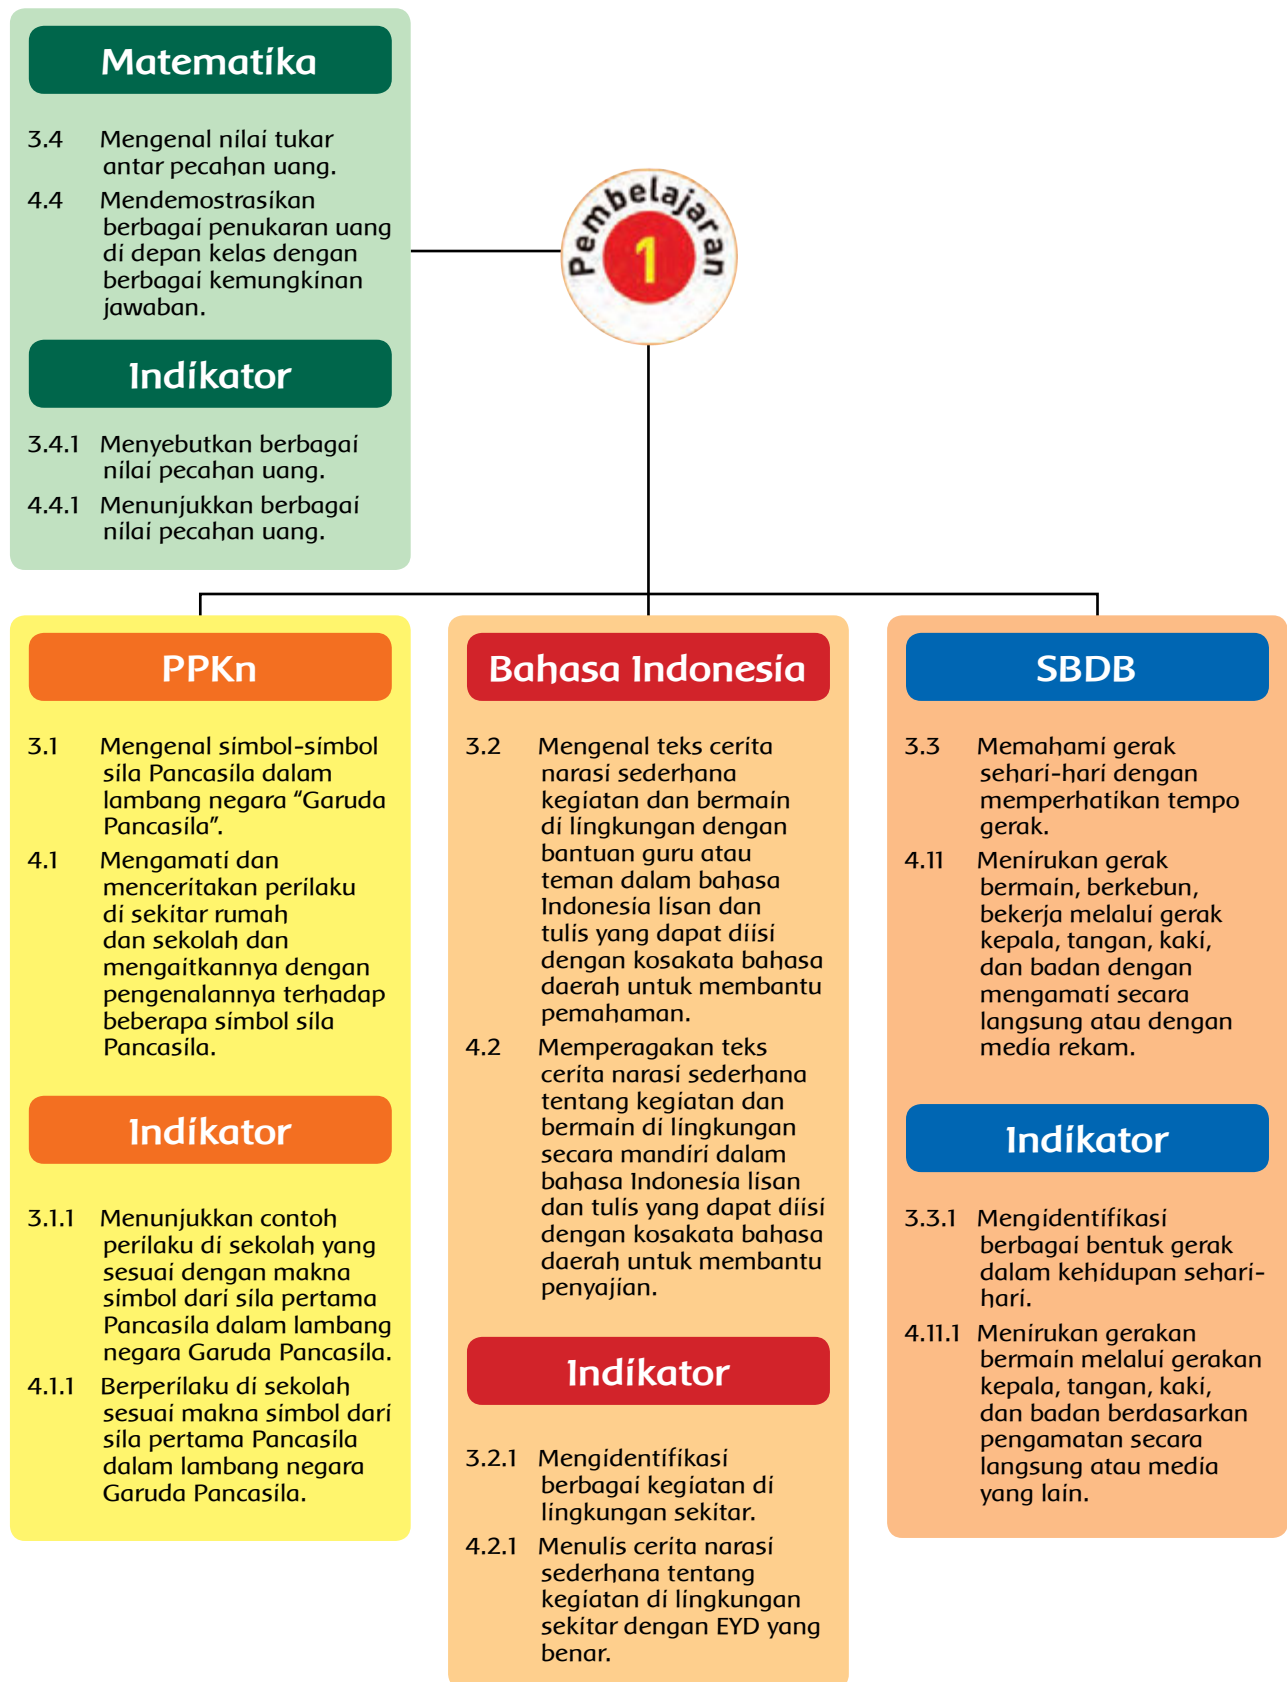 Matematika
3.4 Mengenal nilai tukar
antar pecahan uang.
4.4 Mendemostrasikan
berbagai penukaran uang
di depan kelas dengan
berbagai kemungkinan
jawaban.
Indikator
3.4.1 Menyebutkan berbagai
nilai pecahan uang.
4.4.1 Menunjukkan berbagai
nilai pecahan uang.
Pembelajaran
1
PPKn
3.1 Mengenal simbol-simbol
sila Pancasila dalam
lambang negara “Garuda
Pancasila”.
4.1 Mengamati dan
menceritakan perilaku
di sekitar rumah
dan sekolah dan
mengaitkannya dengan
pengenalannya terhadap
beberapa simbol sila
Pancasila.
Indikator
3.1.1 Menunjukkan contoh
perilaku di sekolah yang
sesuai dengan makna
simbol dari sila pertama
Pancasila dalam lambang
negara Garuda Pancasila.
4.1.1 Berperilaku di sekolah
sesuai makna simbol dari
sila pertama Pancasila
dalam lambang negara
Garuda Pancasila.
Bahasa Indonesia
3.2 Mengenal teks cerita
narasi sederhana
kegiatan dan bermain
di lingkungan dengan
bantuan guru atau
teman dalam bahasa
Indonesia lisan dan
tulis yang dapat diisi
dengan kosakata bahasa
daerah untuk membantu
pemahaman.
4.2 Memperagakan teks
cerita narasi sederhana
tentang kegiatan dan
bermain di lingkungan
secara mandiri dalam
bahasa Indonesia lisan
dan tulis yang dapat diisi
dengan kosakata bahasa
daerah untuk membantu
penyajian.
Indikator
3.2.1 Mengidentifikasi
berbagai kegiatan di
lingkungan sekitar.
4.2.1 Menulis cerita narasi
sederhana tentang
kegiatan di lingkungan
sekitar dengan EYD yang
benar.
SBDB
3.3 Memahami gerak
sehari-hari dengan
memperhatikan tempo
gerak.
4.11 Menirukan gerak
bermain, berkebun,
bekerja melalui gerak
kepala, tangan, kaki,
dan badan dengan
mengamati secara
langsung atau dengan
media rekam.
Indikator
3.3.1 Mengidentifikasi
berbagai bentuk gerak
dalam kehidupan sehari-
hari.
4.11.1 Menirukan gerakan
bermain melalui gerakan
kepala, tangan, kaki,
dan badan berdasarkan
pengamatan secara
langsung atau media
yang lain.